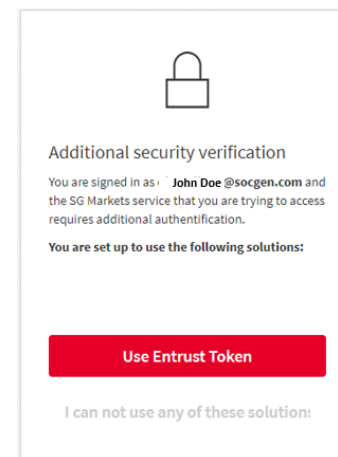 Additional security verification
You are signed in as John Doe @socgen.com and
the SG Markets service that you are trying to access
requires additional authentification.
You are set up to use the following solutions:
Use Entrust Token
I can not use any of these solutions